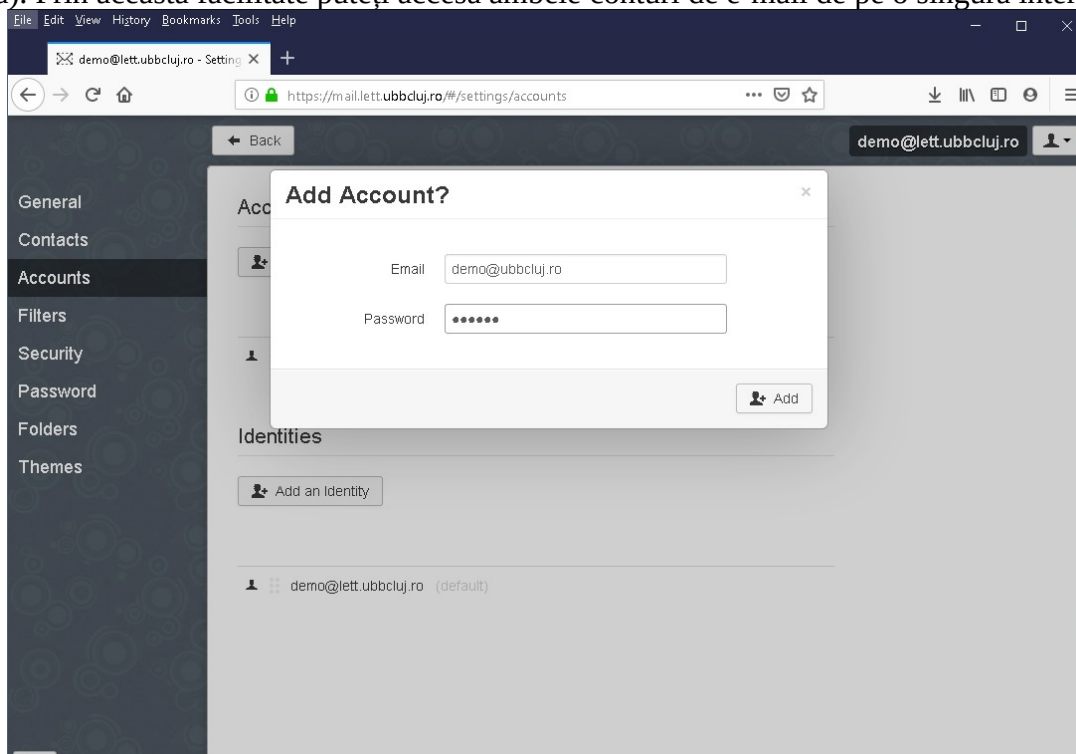 ). Prin această facilitate puteți accesa ambele conturi de e-mail de pe o singură
File Edit View History Bookmarks Tools Help
demo@lett.ubbcluj.ro - Setting
https://mail.lett.ubbcluj.ro/#/settings/accounts
Back
demo@lett.ubbcluj.ro
General
Contacts
Accounts
Filters
Security
Password
Folders
Themes
Acc
Add Account?
Email demo@ubbcluj.ro
Password ••••••
Add
Identities
Add an Identity
demo@lett.ubbcluj.ro (default)